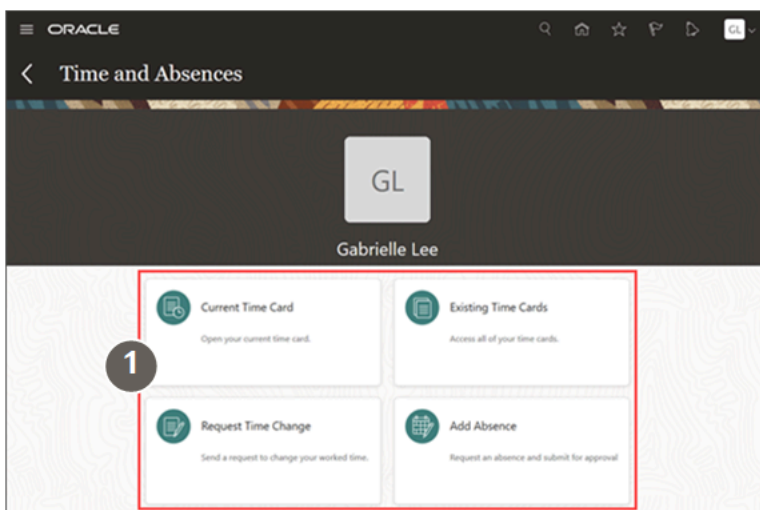 ORACLE
GL
Time and Absences
GL
Gabrielle Lee
1
Current Time Card
Open your current time card.
Existing Time Cards
Access all of your time cards.
Request Time Change
Send a request to change your worked time.
Add Absence
Request an absence and submit for approval